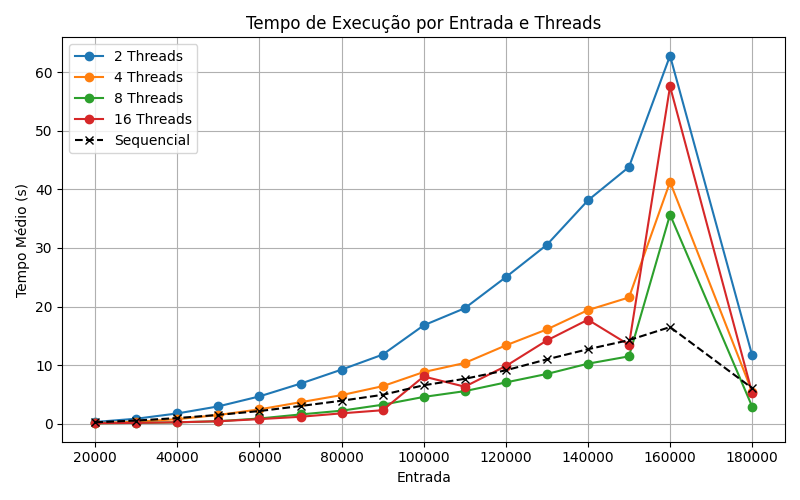 Tempo de Execução por Entrada e Threads
2 Threads
4 Threads
8 Threads
16 Threads
Sequencial
Tempo Médio (s)
60
50
40
30
20
10
0
20000 40000 60000 80000 100000 120000 140000 160000 180000
Entrada